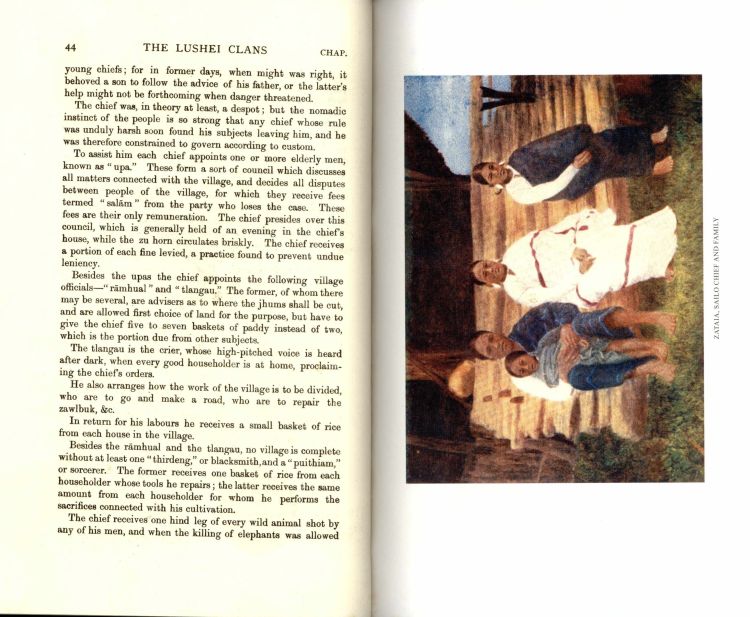 44 THE LUSHEI CLANS CHAP.
young chiefs; for in former days, when might was right, it
behoved a son to follow the advice of his father, or the latter's
help might not be forthcoming when danger threatened.
The chief was, in theory at least, a despot; but the nomadic
instinct of the people is so strong that any chief whose rule
was unduly harsh soon found his subjects leaving him, and he
was therefore constrained to govern according to custom.
To assist him each chief appoints one or more elderly men,
known as "upa." These form a sort of council which discusses
all matters connected with the village, and decides all disputes
between people of the village, for which they receive fees
termed "salām" from the party who loses the case. These
fees are their only remuneration. The chief presides over this
council, which is generally held of an evening in the chief's
house, while the zu horn circulates briskly. The chief receives
a portion of each fine levied, a practice found to prevent undue
leniency.
Besides the upas the chief appoints the following village
officials—"rāmhual" and "tlangau." The former, of whom there
may be several, are advisers as to where the jhums shall be cut,
and are allowed first choice of land for the purpose, but have to
give the chief five to seven baskets of paddy instead of two,
which is the portion due from other subjects.
The tlangau is the crier, whose high-pitched voice is heard
after dark, when every good householder is at home, proclaim-
ing the chief's orders.
He also arranges how the work of the village is to be divided,
who are to go and make a road, who are to repair the
zawlbuk, &c.
In return for his labours he receives a small basket of rice
from each house in the village.
Besides the rāmhual and the tlangau, no village is complete
without at least one "thirdeng," or blacksmith, and a "puithiam,"
or sorcerer. The former receives one basket of rice from each
householder whose tools he repairs; the latter receives the same
amount from each householder for whom he performs the
sacrifices connected with his cultivation.
The chief receives one hind leg of every wild animal shot by
any of his men, and when the killing of elephants was allowed
ZATAIA, SAILO CHIEF AND FAMILY